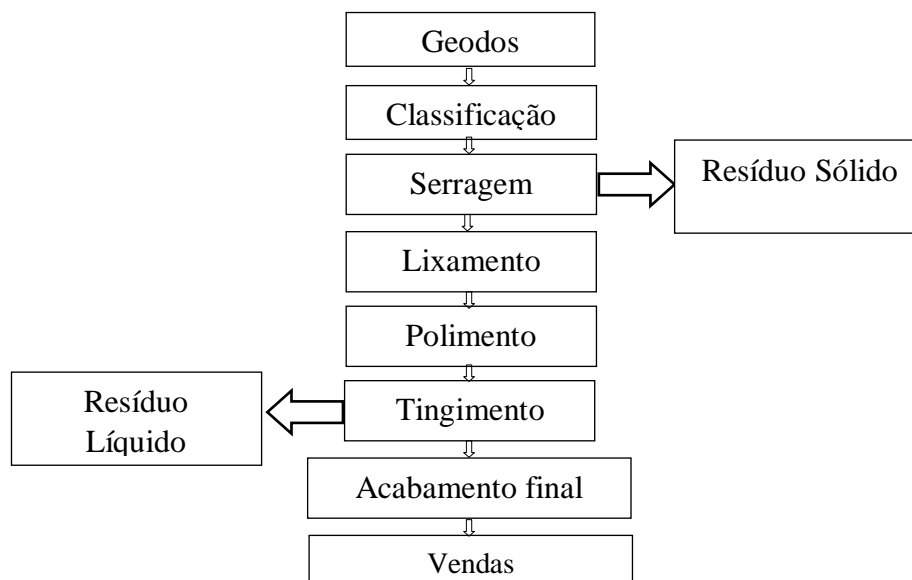 Geodos
Classificação
Serragem
Resíduo Sólido
Lixamento
Polimento
Tingimento
Resíduo
Líquido
Acabamento final
Vendas